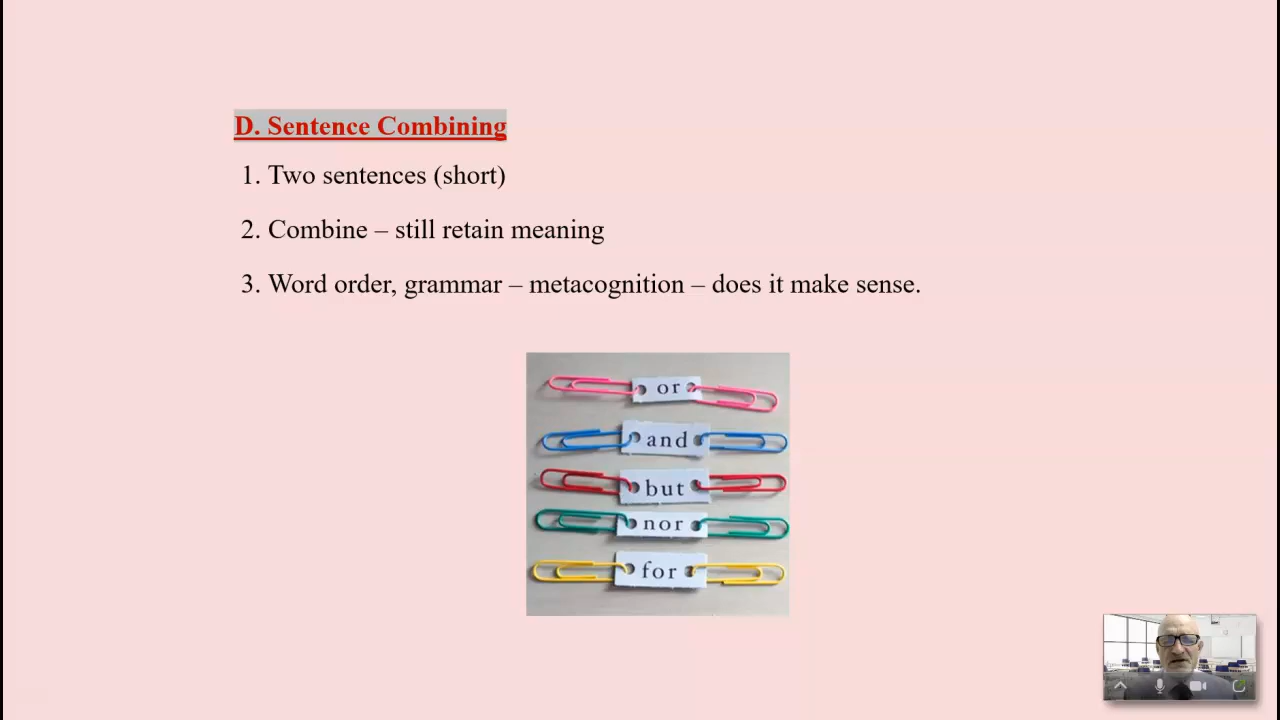 D. Sentence Combining
1. Two sentences (short)
2. Combine – still retain meaning
3. Word order, grammar – metacognition – does it make sense.
or
and
but
nor
for